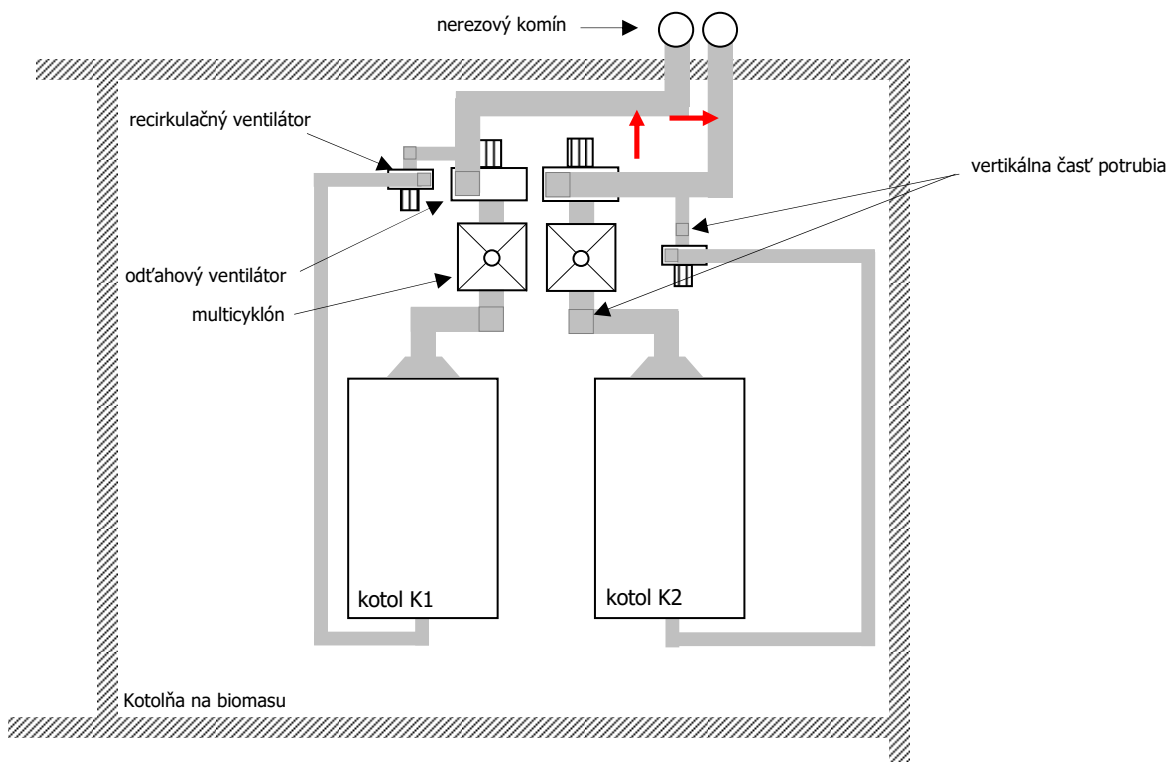 nerezový komín
recirkulačný ventilátor
vertikálna časť potrubia
odťahový ventilátor
multicyklón
kotol K1
kotol K2
Kotolňa na biomasu